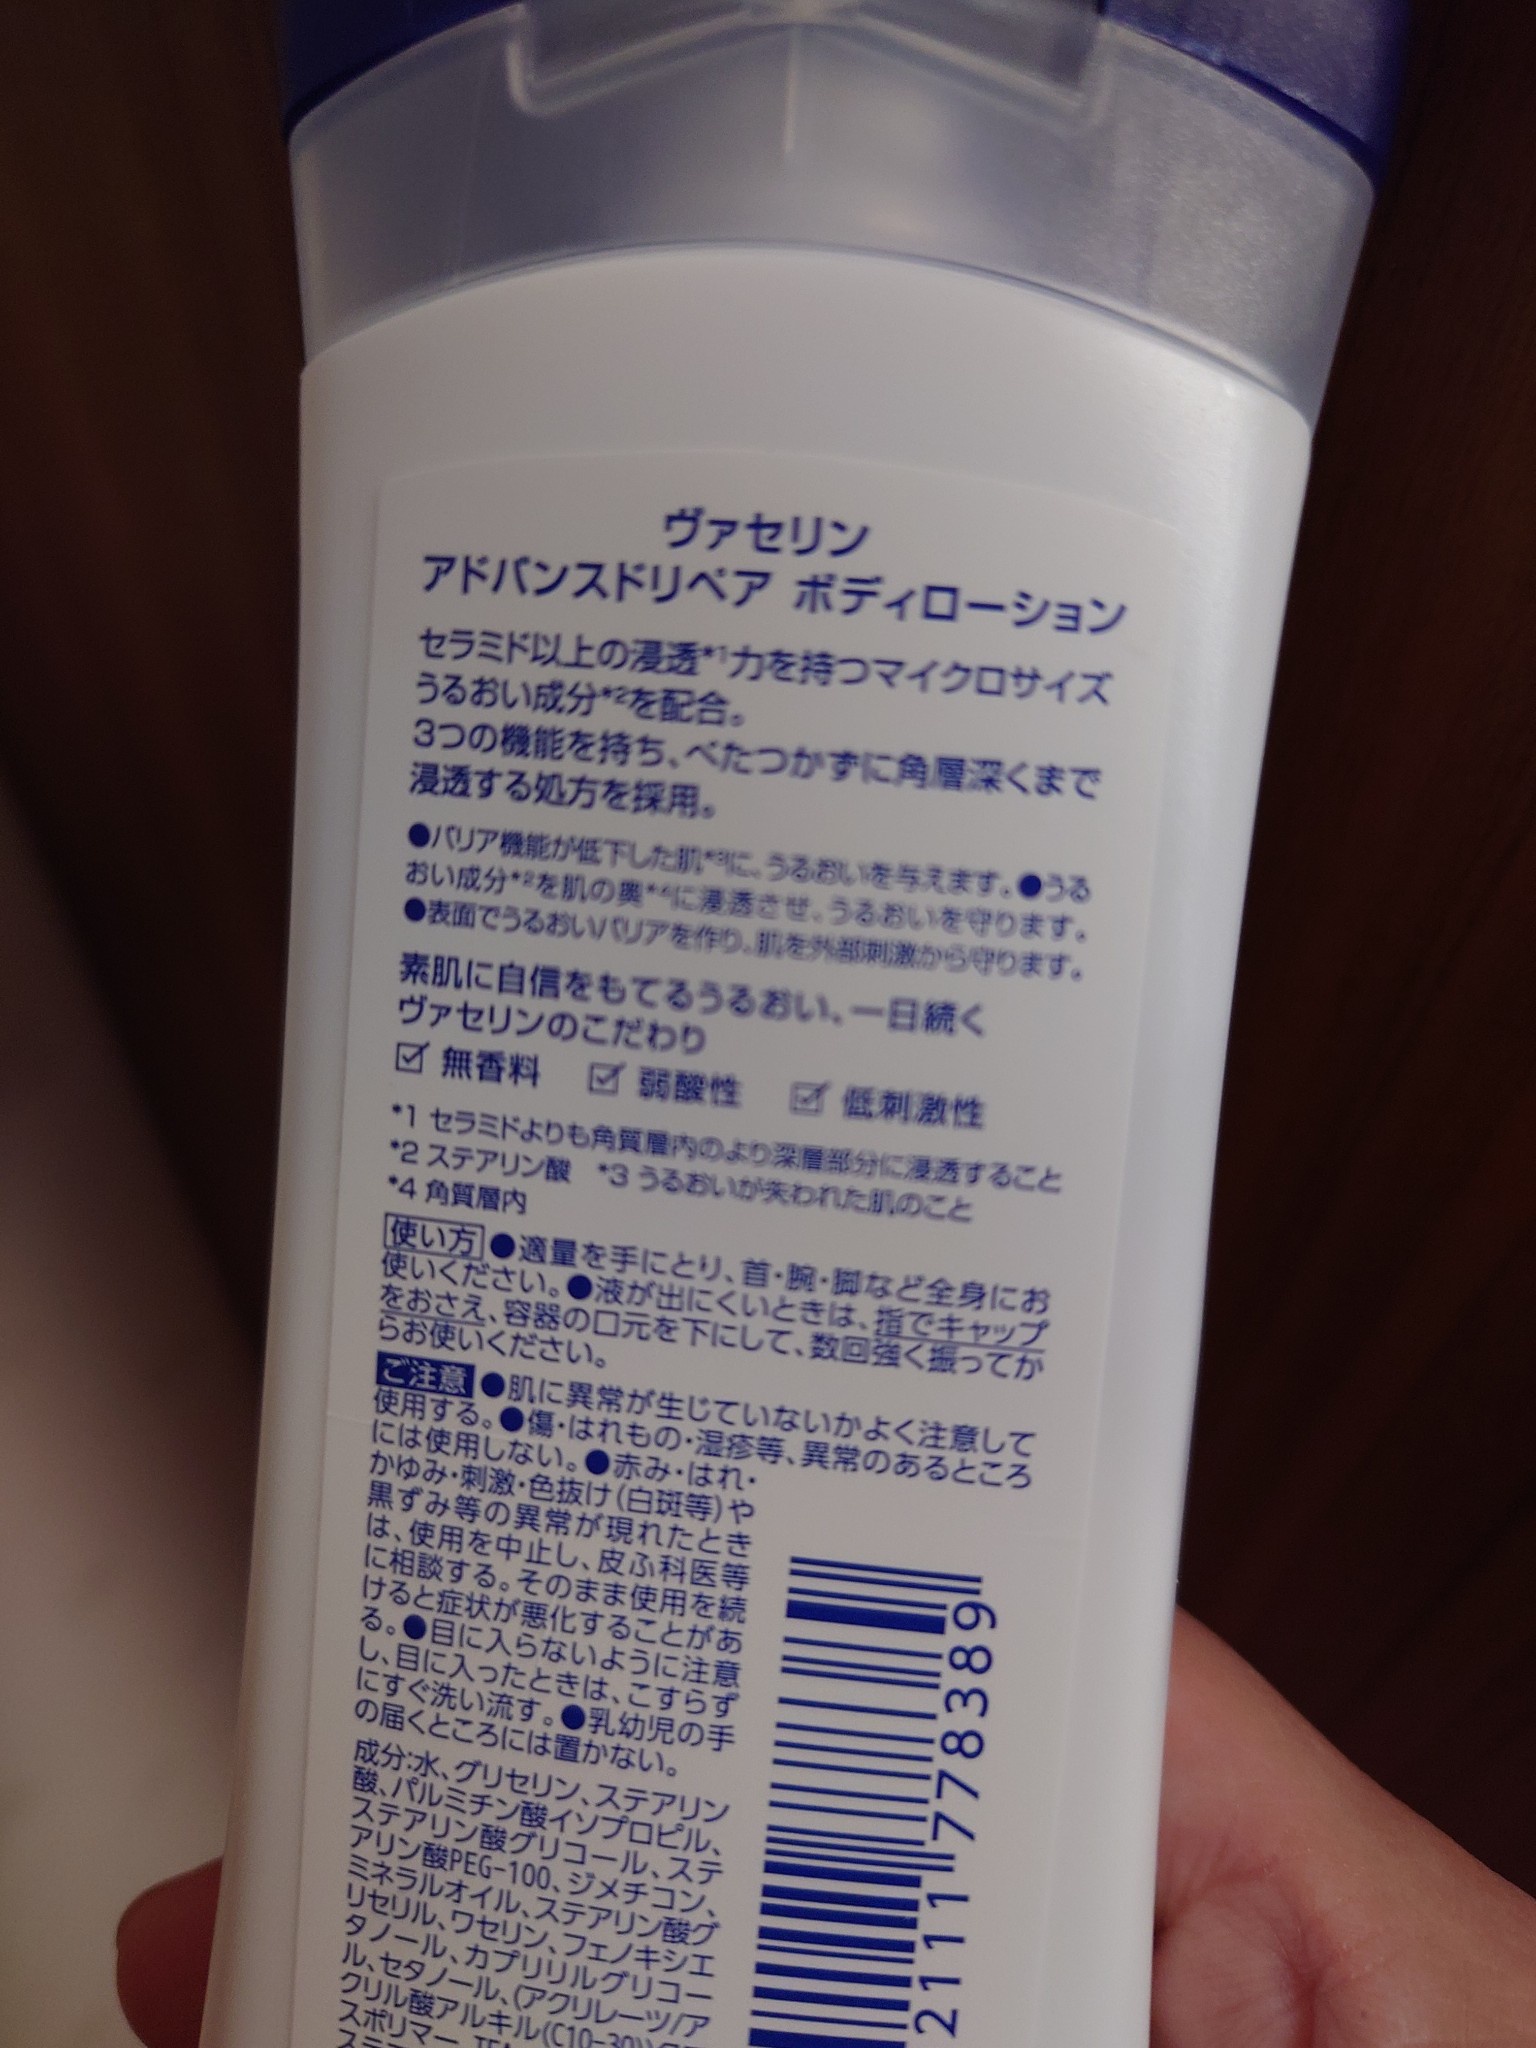 ヴァセリン
アドバンスドリペア ボディローション
セラミド以上の浸透*1力を持つマイクロサイズ
うるおい成分*2を配合。
3つの機能を持ち、べたつかずに角層深くまで
浸透する処方を採用。
●バリア機能が低下した肌*3に、うるおいを与えます。●うる
おい成分*2を肌の奥*4に浸透させ、うるおいを守ります。
●表面でうるおいバリアを作り、肌を外部刺激から守ります。
素肌に自信をもてるうるおい、一日続く
ヴァセリンのこだわり
☑ 無香料 ☑ 弱酸性 ☑ 低刺激性
*1 セラミドよりも角質層内のより深層部分に浸透すること
*2 ステアリン酸 *3 うるおいが失われた肌のこと
*4 角質層内
使い方 ●適量を手にとり、首・腕・脚など全身にお
使いください。●液が出にくいときは、指でキャップ
をおさえ、容器の口元を下にして、数回強く振ってか
らお使いください。
ご注意 ●肌に異常が生じていないかよく注意して
使用する。●傷・はれもの・湿疹等、異常のあるところ
には使用しない。●赤み・はれ・
かゆみ・刺激・色抜け(白斑等)や
黒ずみ等の異常が現れたとき
は、使用を中止し、皮ふ科医等
に相談する。そのまま使用を続
けると症状が悪化することがあ
る。●目に入らないように注意
し、目に入ったときは、こすらず
にすぐ洗い流す。●乳幼児の手
の届くところには置かない。
成分:水、グリセリン、ステアリン
酸、パルミチン酸イソプロピル、
ステアリン酸グリコール、ステ
アリン酸PEG-100、ジメチコン、
ミネラルオイル、ステアリン酸グ
リセリル、ワセリン、フェノキシエ
タノール、カプリリルグリコー
ル、セタノール、(アクリレーツ/ア
クリル酸アルキル(C10-30))
スポリマー
2111 778389